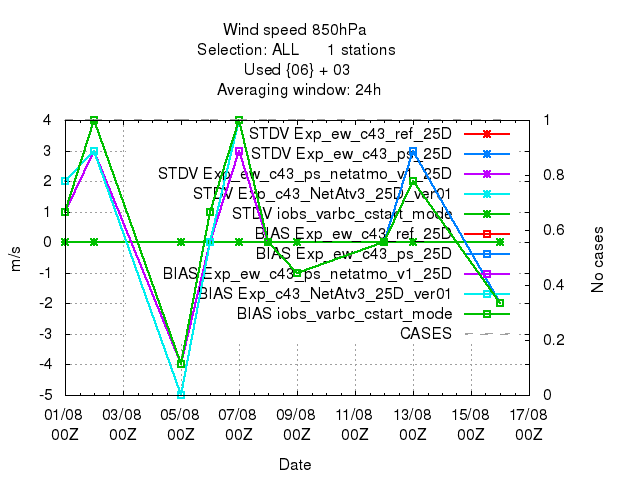 Wind speed 850hPa
Selection: ALL 1 stations
Used {06} + 03
Averaging window: 24h
4 1
STDV Exp_ew_c43_ref_25D
3
STDV Exp_ew_c43_ps_25D
0.8
STDV Exp_ew_c43_ps_netatmo_v1_25D
2
STDV Exp_c43_NetAtv3_25D_ver01
1
STDV iobs_varbc_cstart_mode
0.6
BIAS Exp_ew_c43_ref_25D
0
BIAS Exp_ew_c43_ps_25D
m/s
No cases
-1
BIAS Exp_ew_c43_ps_netatmo_v1_25D
0.4
BIAS Exp_c43_NetAtv3_25D_ver01
-2
BIAS iobs_varbc_cstart_mode
-3
CASES
0.2
-4
-5 0
01/08 03/08 05/08 07/08 09/08 11/08 13/08 15/08 17/08
00Z 00Z 00Z 00Z 00Z 00Z 00Z 00Z 00Z
Date